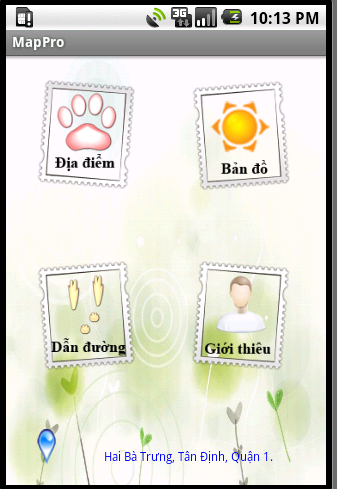 3G 10:13 PM
MapPro
Địa điểm
Bản đồ
Dẫn đường
Giới thiêu
Hai Bà Trưng, Tân Định, Quận 1.